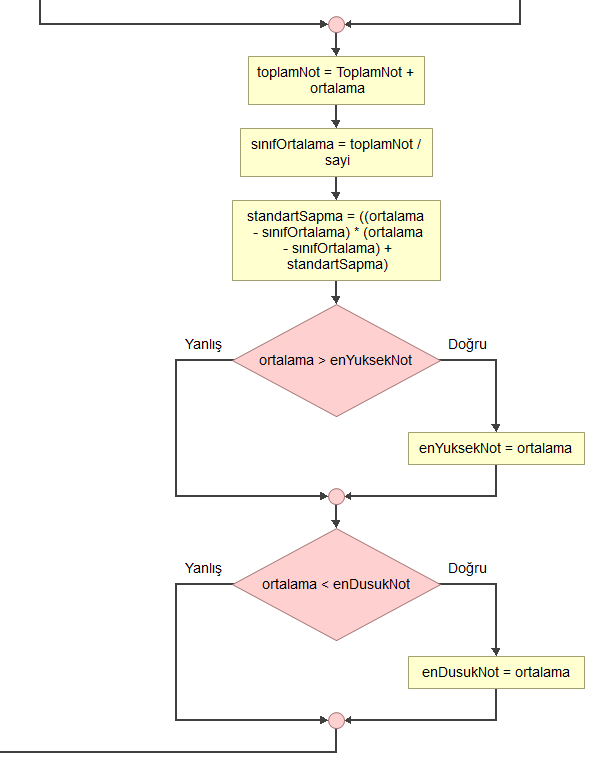 toplamNot = ToplamNot +
ortalama
sınıfOrtalama = toplamNot /
sayi
standartSapma = ((ortalama
- sınıfOrtalama) * (ortalama
- sınıfOrtalama) +
standartSapma)
Yanlış
Doğru
ortalama > enYuksekNot
enYuksekNot = ortalama
Yanlış
Doğru
ortalama < enDusukNot
enDusukNot = ortalama